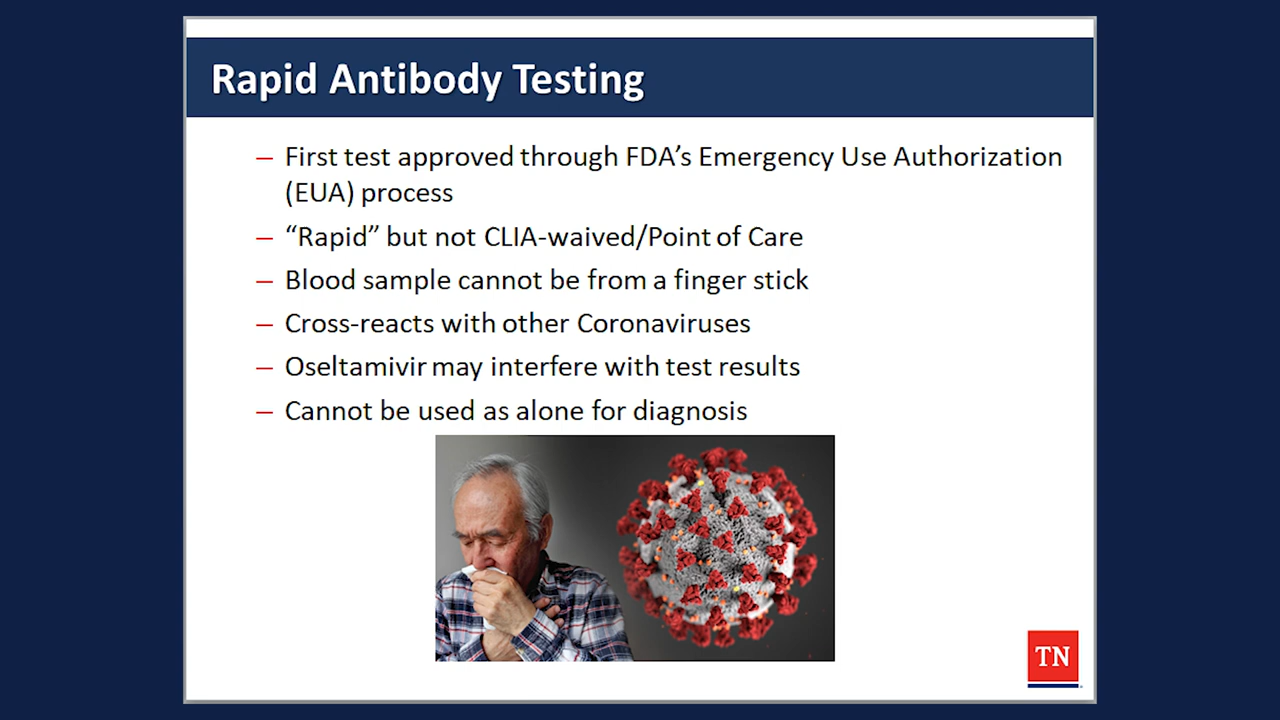 Rapid Antibody Testing
– First test approved through FDA’s Emergency Use Authorization
(EUA) process
– “Rapid” but not CLIA-waived/Point of Care
– Blood sample cannot be from a finger stick
– Cross-reacts with other Coronaviruses
– Oseltamivir may interfere with test results
– Cannot be used as alone for diagnosis
TN